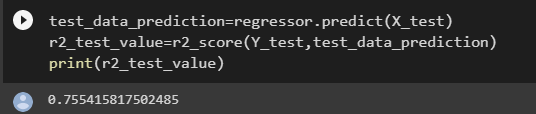 test_data_prediction=regressor.predict(X_test)
r2_test_value=r2_score(Y_test,test_data_prediction)
print(r2_test_value)
0.755415817502485